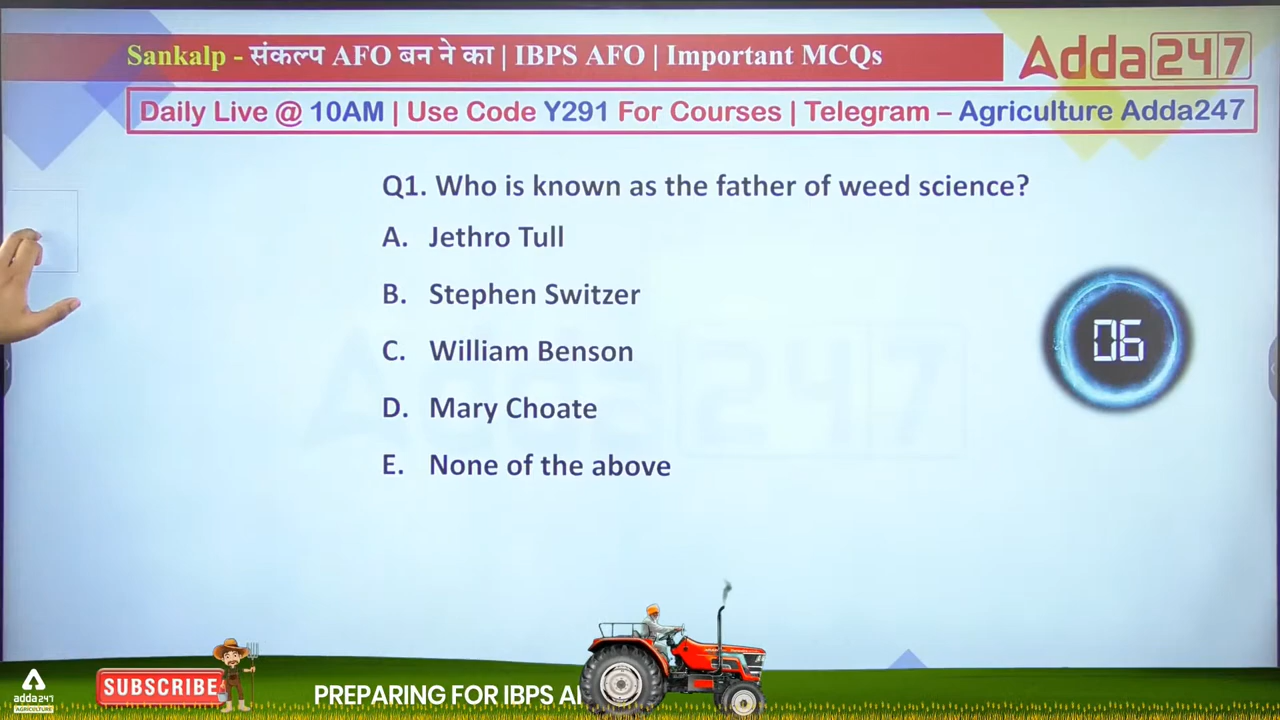 Sankalp - संकल्प AFO बन ने का | IBPS AFO | Important MCQs
Adda247
Daily Live @ 10AM | Use Code Y291 For Courses | Telegram – Agriculture Adda247
Q1. Who is known as the father of weed science?
A. Jethro Tull
B. Stephen Switzer
C. William Benson
D. Mary Choate
E. None of the above
06
Adda247
adda247
AGRICULTURE
SUBSCRIBE
PREPARING FOR IBPS